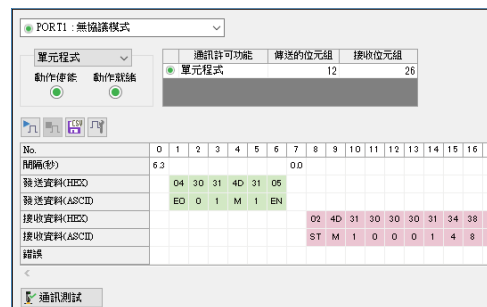 PORT1 : 無協議模式
單元程式
動作使能 動作就緒
通訊許可功能 傳送的位元組 接收位元組
單元程式 12 26
CSV
No. 0 1 2 3 4 5 6 7 8 9 10 11 12 13 14 15 16
間隔(秒) 6.3 0.0
發送資料(HEX) 04 30 31 4D 31 05
發送資料(ASCII) EO 0 1 M 1 EN
接收資料(HEX) 02 4D 31 30 30 30 31 34 38
接收資料(ASCII) ST M 1 0 0 0 1 4 8
錯誤
通訊測試